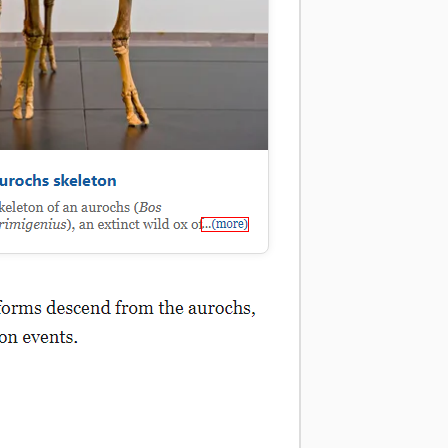 urochs skeleton
keleton of an aurochs (Bos
rimigenius), an extinct wild ox of...(more)
forms descend from the aurochs,
on events.